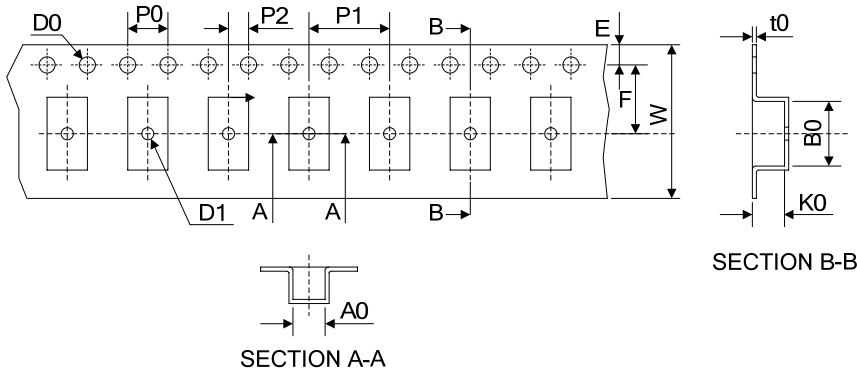 D0
P0
P2
P1
B
E
F
W
t0
B0
K0
D1
A
A
B
SECTION B-B
A0
SECTION A-A